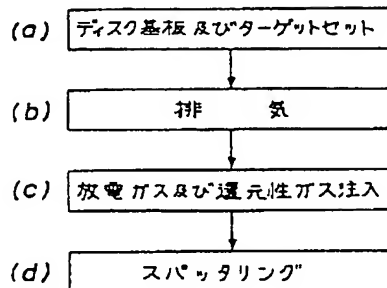 (a) ディスク基板及びターゲットセット
(b) 排 気
(c) 放電ガス及び還元性ガス注入
(d) スパッタリング